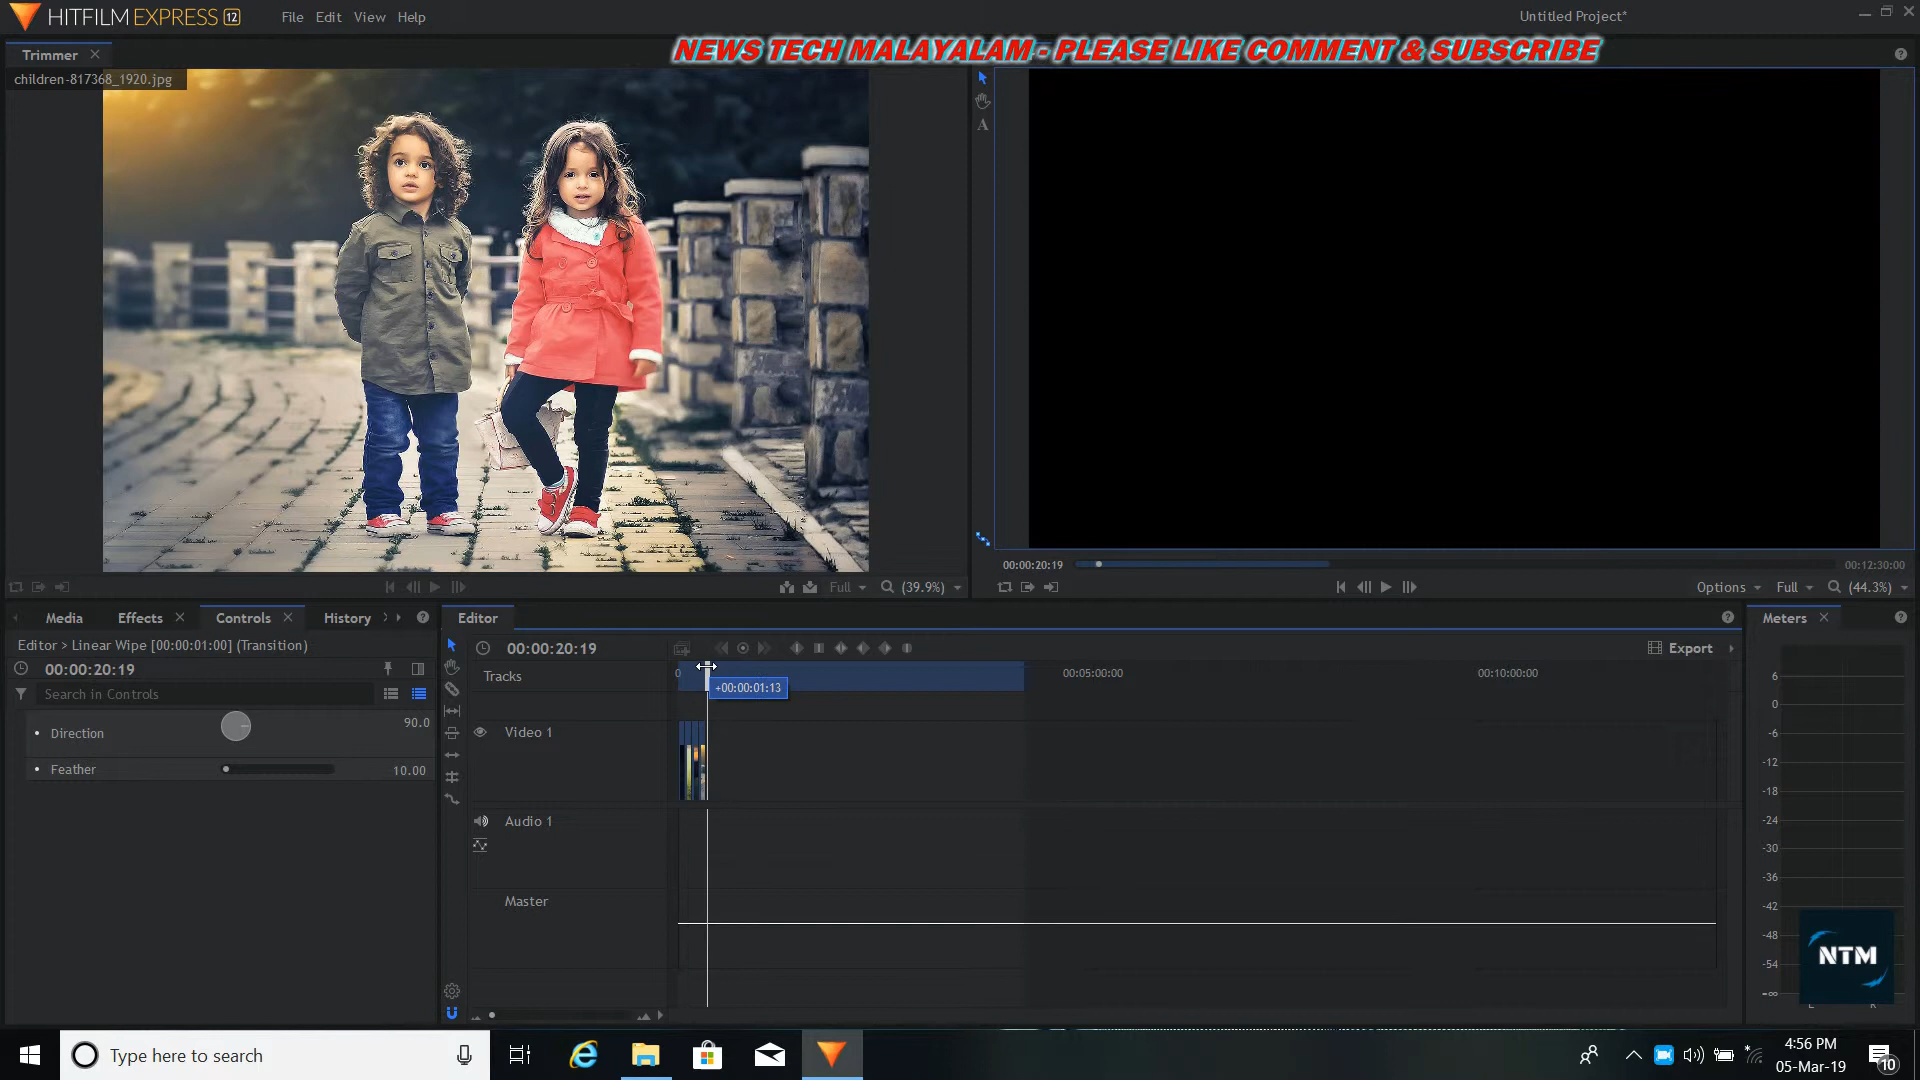 HITFILM EXPRESS 12
File Edit View Help
Untitled Project*
NEWS TECH MALAYALAM - PLEASE LIKE COMMENT & SUBSCRIBE
Trimmer
children-817368_1920.jpg
00:00:20:19
00:12:30:00
Full (39.9%)
Options Full (44.3%)
Media Effects Controls History
Editor
Meters
Editor > Linear Wipe [00:00:01:00] (Transition)
00:00:20:19
00:00:20:19
Export
Search in Controls
Tracks
0
00:05:00:00
00:10:00:00
+00:00:01:13
Direction
90.0
Feather
10.00
Video 1
Audio 1
Master
6
0
-6
-12
-18
-24
-30
-36
-42
-48
-54
-∞
NTM
Type here to search
4:56 PM
05-Mar-19
10